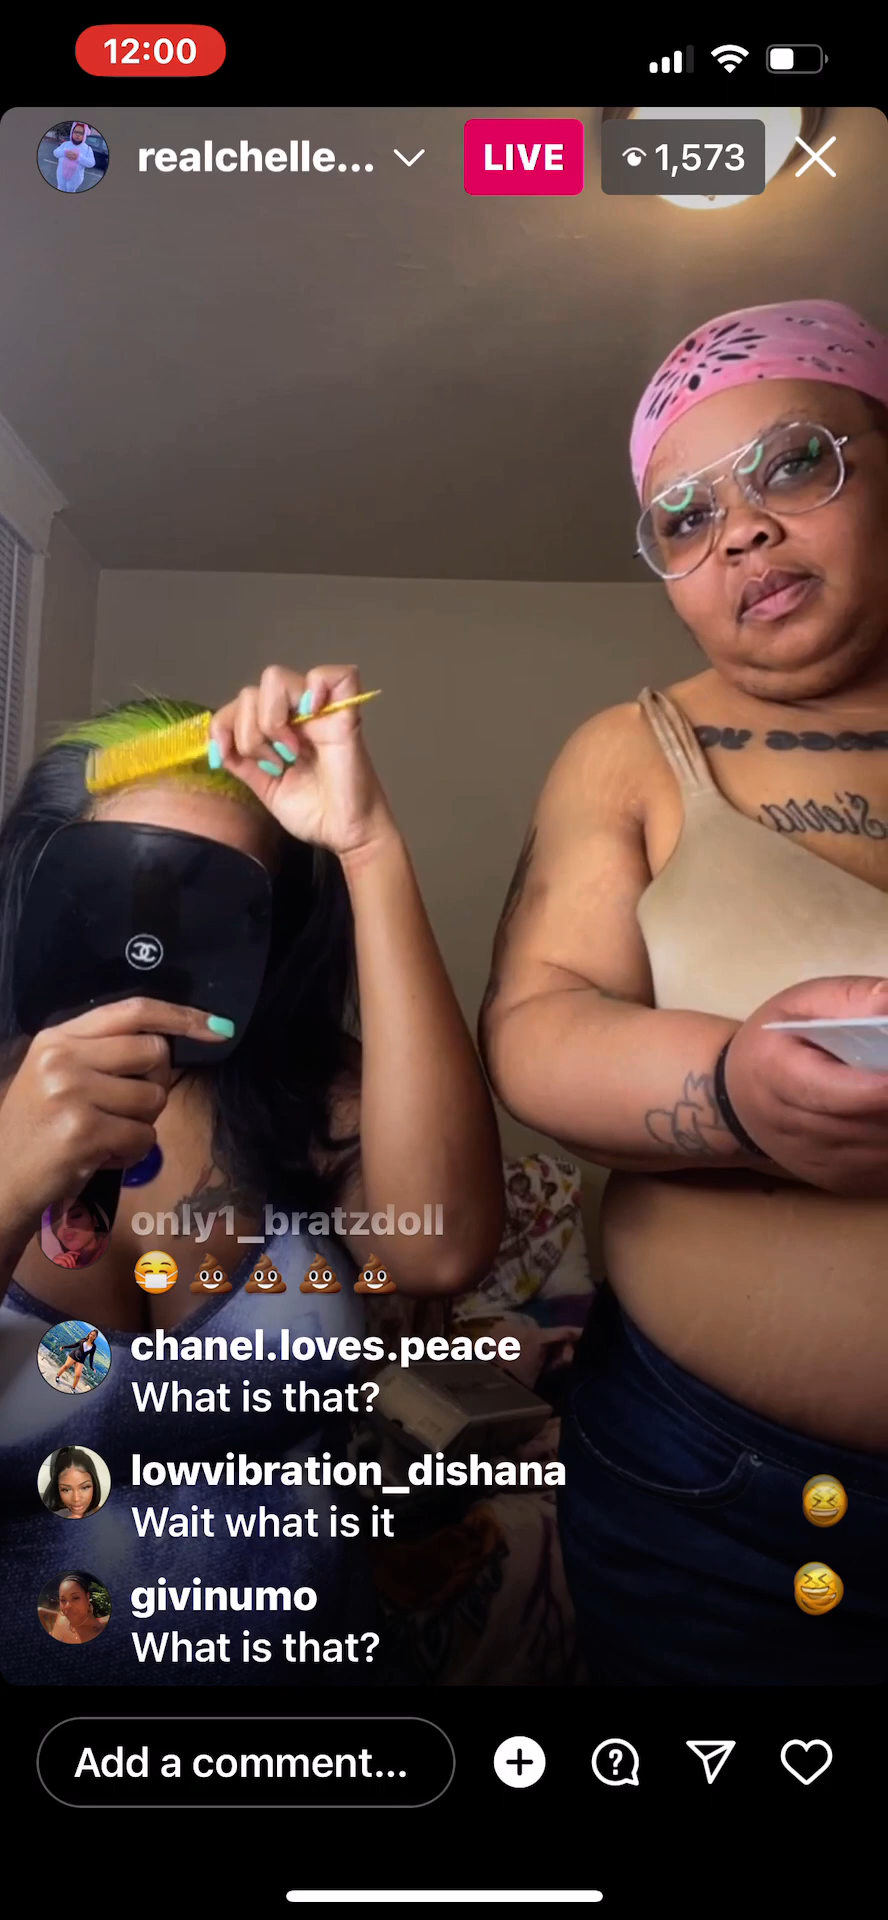 12:00
realchelle...
LIVE
1,573
Sierra
only1_bratzdoll
😷💩💩💩💩
chanel.loves.peace
What is that?
lowvibration_dishana
Wait what is it
givinumo
What is that?
Add a comment...